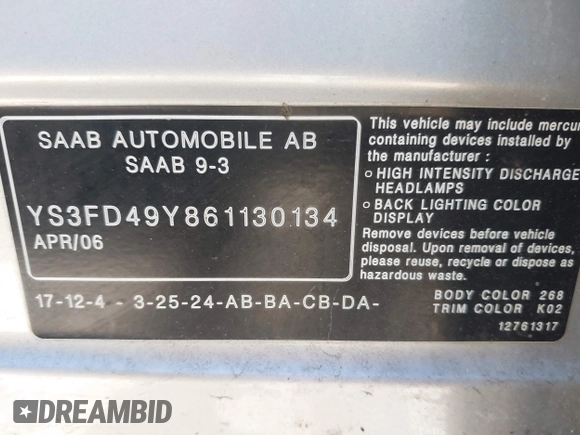 SAAB AUTOMOBILE AB
SAAB 9-3
YS3FD49Y861130134
APR/06
17-12-4 - 3-25-24-AB-BA-CB-DA-
This vehicle may include mercur
containing devices installed by
the manufacturer:
○ HIGH INTENSITY DISCHARGE
HEADLAMPS
○ BACK LIGHTING COLOR
DISPLAY
Remove devices before vehicle
disposal. Upon removal of devices,
please reuse, recycle or dispose as
hazardous waste.
BODY COLOR 268
TRIM COLOR K02
12761317
DREAMBID